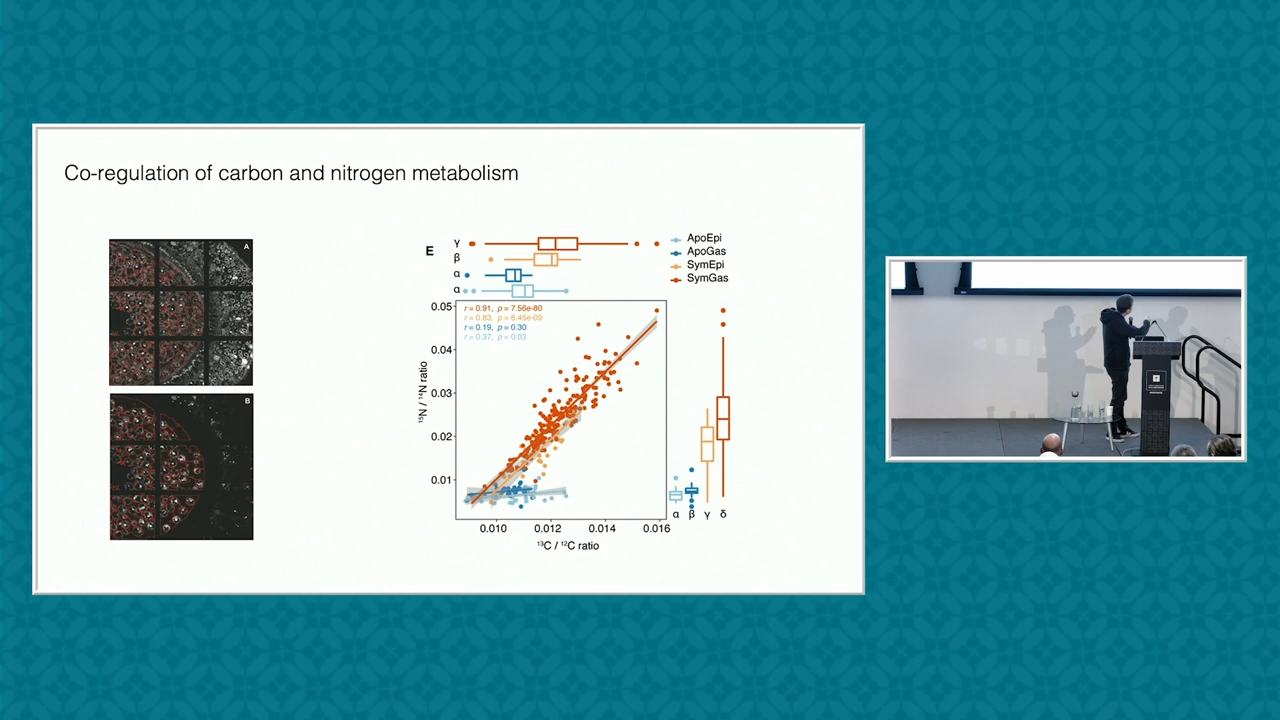 Co-regulation of carbon and nitrogen metabolism
A
B
E
γ
β
α
α
ApoEpi
ApoGas
SymEpi
SymGas
r = 0.91, p = 7.56e-80
r = 0.83, p = 8.45e-09
r = 0.19, p = 0.30
r = 0.37, p = 0.03
0.05
0.04
0.03
0.02
0.01
¹⁵N / ¹⁴N ratio
0.010 0.012 0.014 0.016
¹³C / ¹²C ratio
α β γ δ